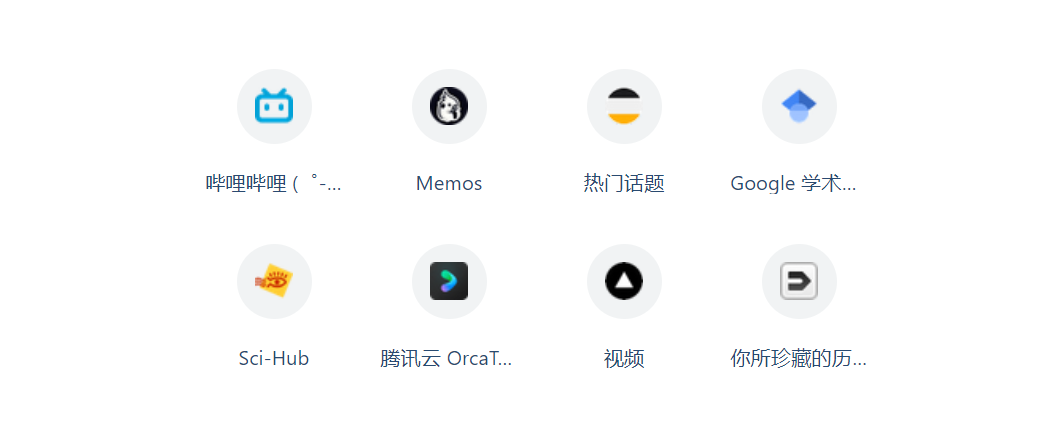 哔哩哔哩 ( ゜-...
Memos
热门话题
Google 学术...
Sci-Hub
腾讯云 OrcaT...
视频
你所珍藏的历...